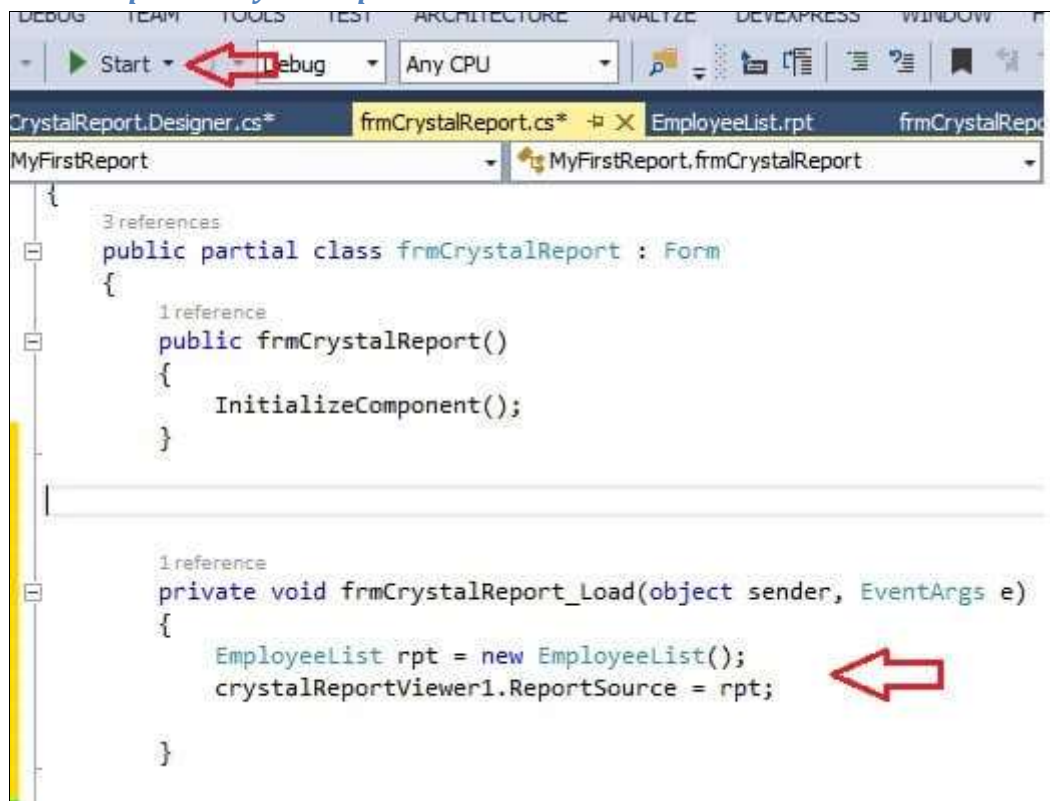 DEBUG TEAM TOOLS TEST ARCHITECTURE ANALYZE DEVEXPRESS WINDOW
Start Debug Any CPU
CrystalReport.Designer.cs* frmCrystalReport.cs* EmployeeList.rpt frmCrystalRepo
MyFirstReport MyFirstReport.frmCrystalReport
{
3 references
public partial class frmCrystalReport : Form
{
1 reference
public frmCrystalReport()
{
InitializeComponent();
}
1 reference
private void frmCrystalReport_Load(object sender, EventArgs e)
{
EmployeeList rpt = new EmployeeList();
crystalReportViewer1.ReportSource = rpt;
}